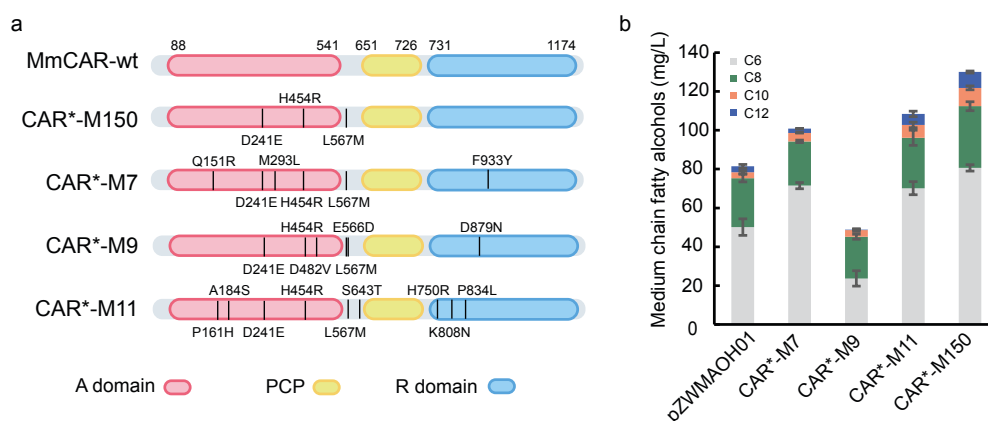 a
88 541 651 726 731 1174
MmCAR-wt
H454R
CAR*-M150
D241E L567M
Q151R M293L F933Y
CAR*-M7
D241E H454R L567M
H454R E566D D879N
CAR*-M9
D241E D482V L567M
A184S H454R S643T H750R P834L
CAR*-M11
P161H D241E L567M K808N
A domain PCP R domain
b
Medium chain fatty alcohols (mg/L)
140
120
100
80
60
40
20
0
C6
C8
C10
C12
pZWMAOH01
CAR*-M7
CAR*-M9
CAR*-M11
CAR*-M150